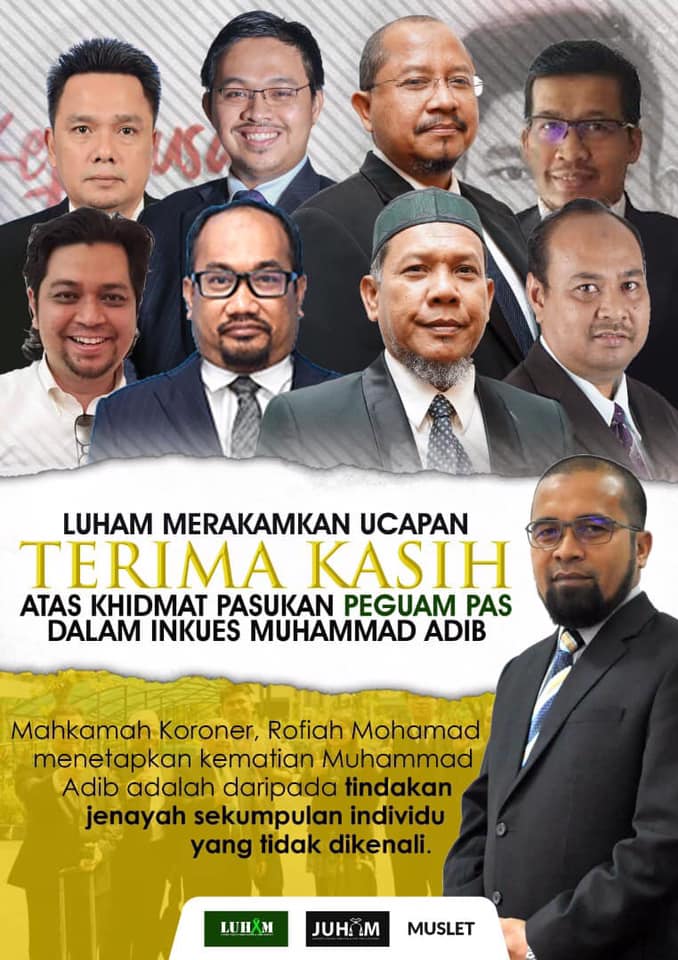 LUHAM MERAKAMKAN UCAPAN
TERIMA KASIH
ATAS KHIDMAT PASUKAN PEGUAM PAS
DALAM INKUES MUHAMMAD ADIB
Mahkamah Koroner, Rofiah Mohamad
menetapkan kematian Muhammad
Adib adalah daripada tindakan
jenayah sekumpulan individu
yang tidak dikenali.
LUHAM
JUHAM
MUSLET